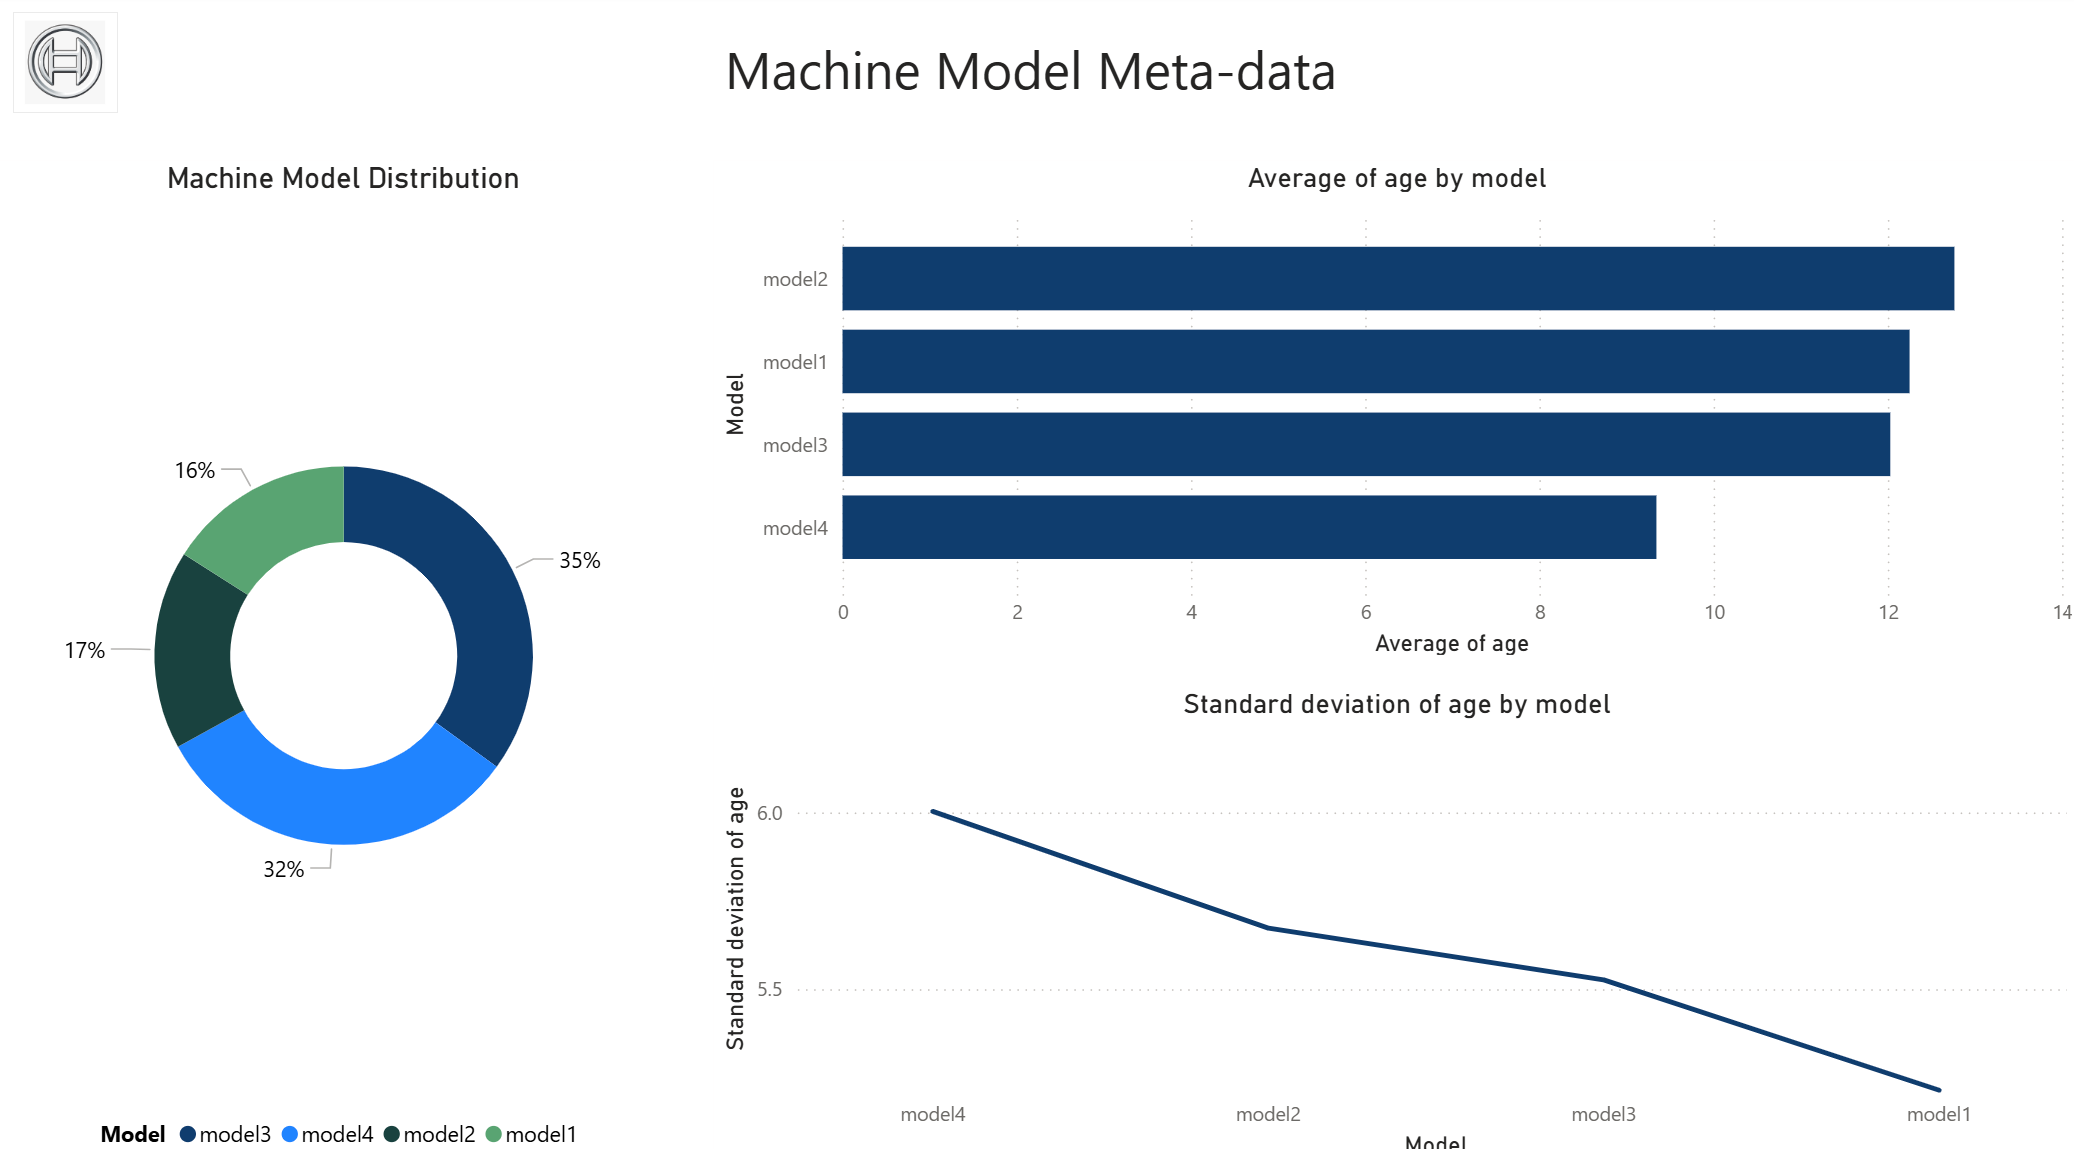 Machine Model Meta-data
Machine Model Distribution
16%
35%
17%
32%
Model model3 model4 model2 model1
Average of age by model
Model
model2
model1
model3
model4
0 2 4 6 8 10 12 14
Average of age
Standard deviation of age by model
Standard deviation of age
6.0
5.5
model4 model2 model3 model1
Model